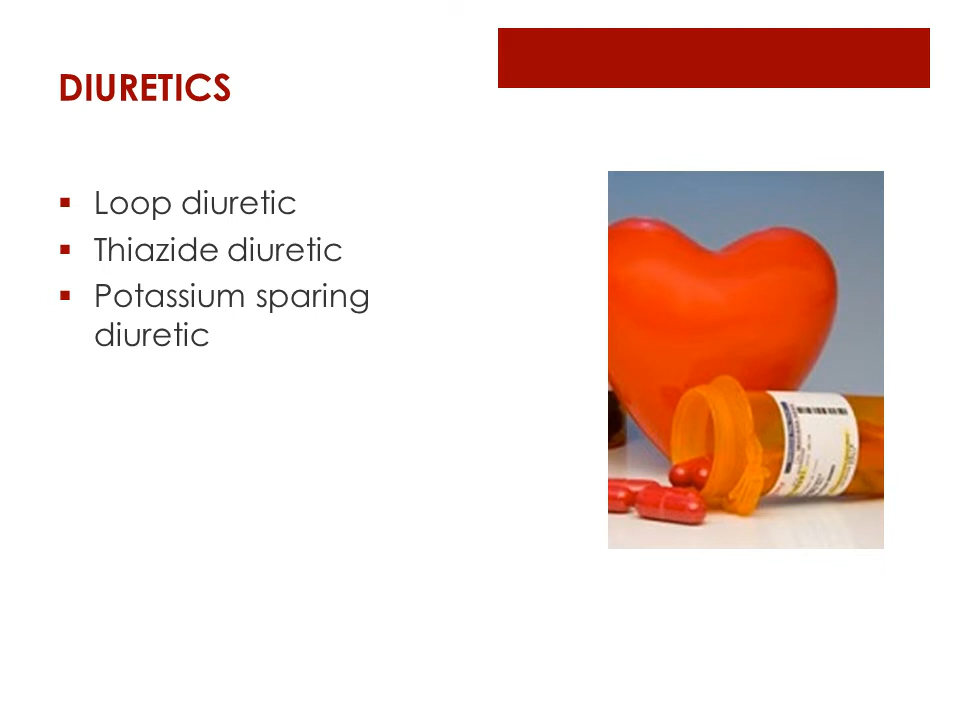 DIURETICS
▪ Loop diuretic
▪ Thiazide diuretic
▪ Potassium sparing
diuretic